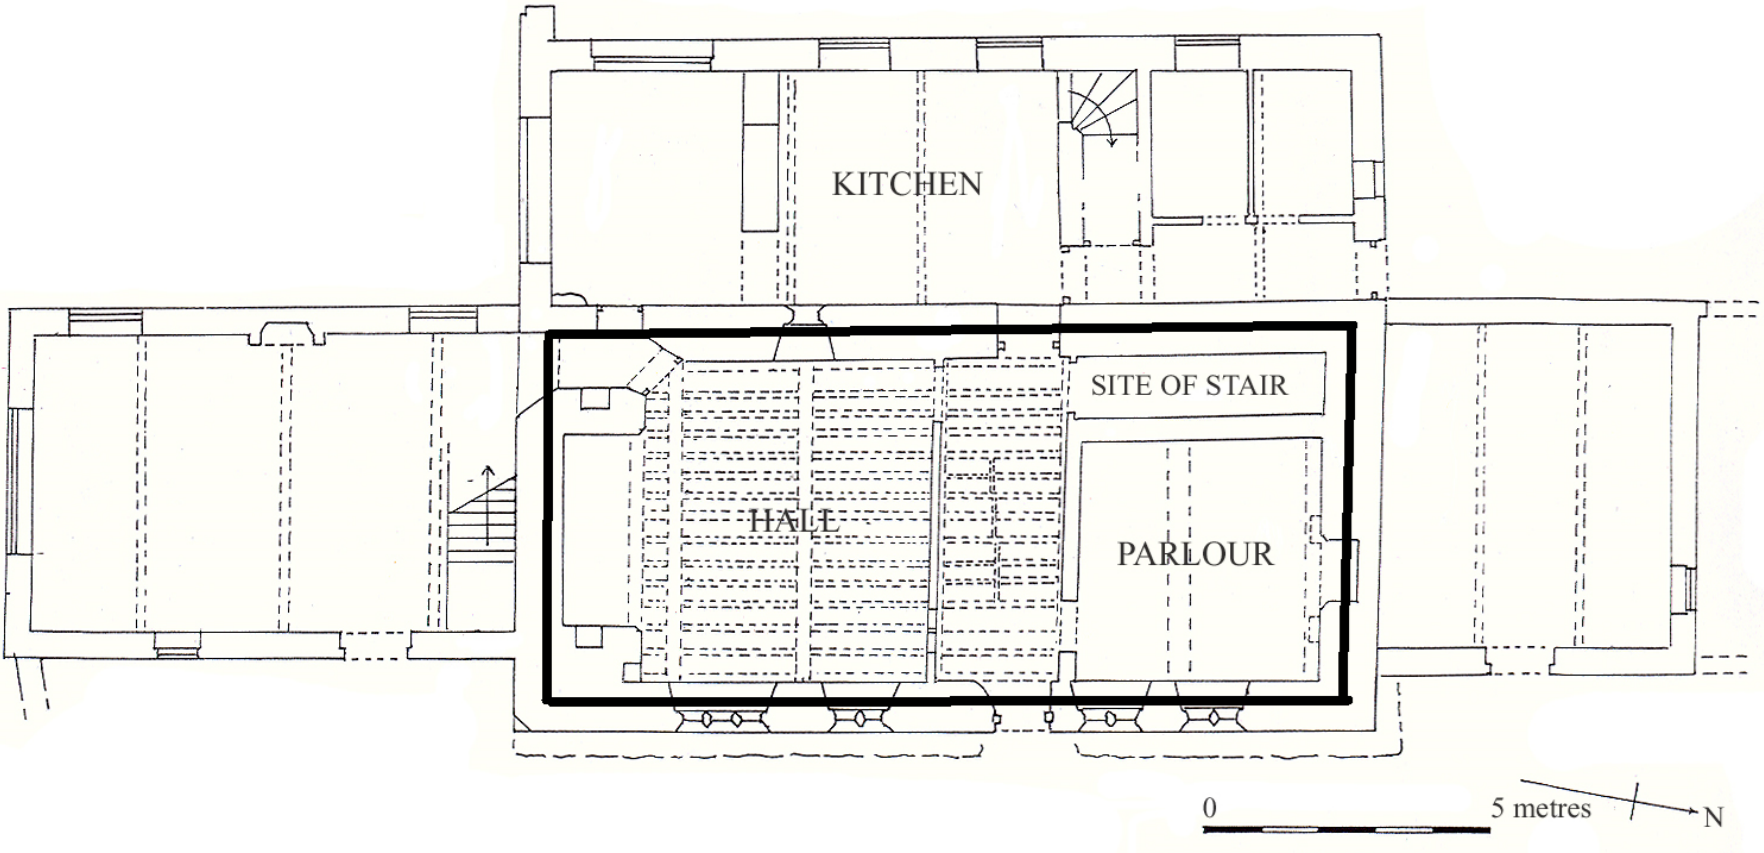 KITCHEN
SITE OF STAIR
HALL
PARLOUR
0 5 metres
N